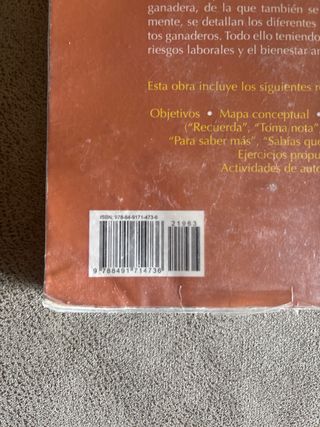 ganadera, de la que también se
mente, se detallan los diferentes
tos ganaderos. Todo ello teniendo
riesgos laborales y el bienestar an
Esta obra incluye los siguientes r
Objetivos • Mapa conceptual •
("Recuerda", "Toma nota",
"Para saber más", "Sabías que
Ejercicios propu
Actividades de auto
ISBN: 978-84-9171-473-6
21963
9 788491 714736